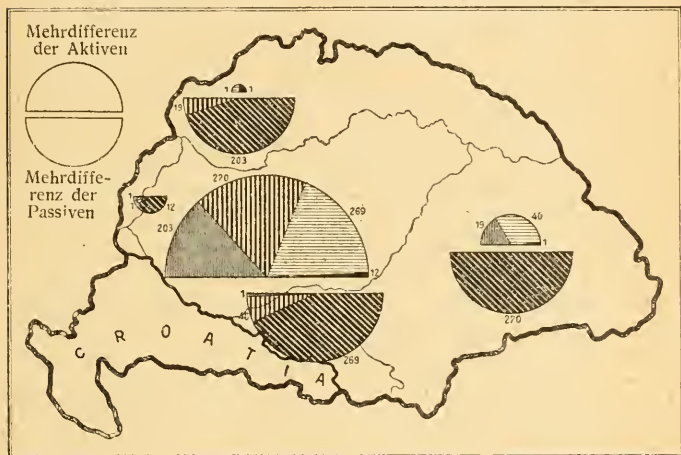 Mehrdifferenz
der Aktiven
Mehrdiffe-
renz der
Passiven
1 1
19
203
270
269
203
12
1
1 12
40
19
1
270
1
40
269
CROATIA